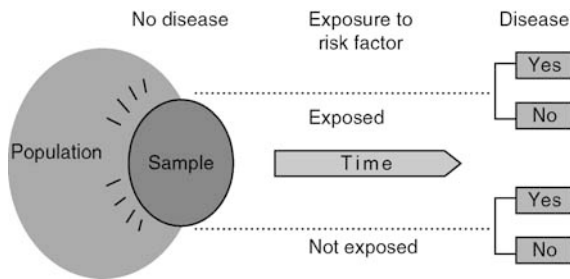 No disease
Exposure to
risk factor
Disease
Yes
Exposed
No
Population
Sample
Time
Yes
Not exposed
No